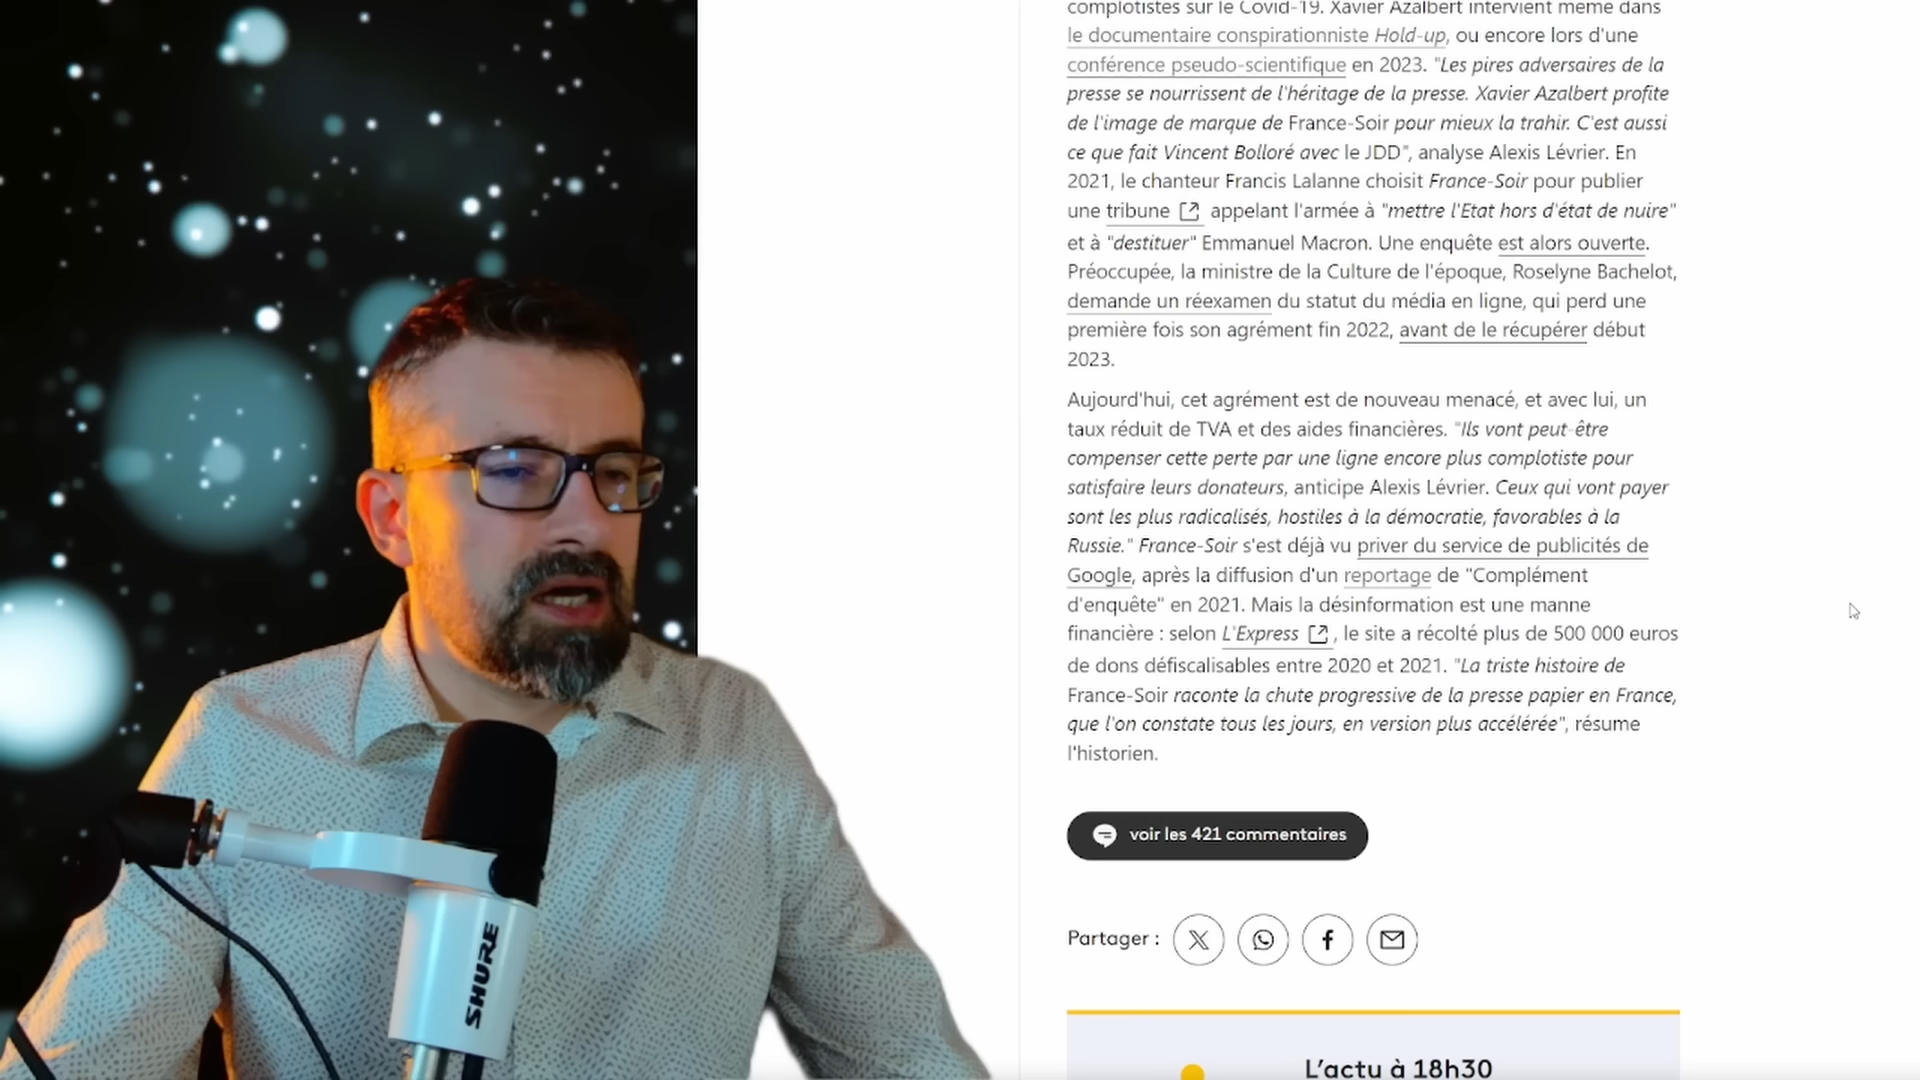 complotistes sur le Covid-19. Xavier Azalbert intervient même dans
le documentaire conspirationniste Hold-up, ou encore lors d'une
conférence pseudo-scientifique en 2023. "Les pires adversaires de la
presse se nourrissent de l'héritage de la presse. Xavier Azalbert profite
de l'image de marque de France-Soir pour mieux la trahir. C'est aussi
ce que fait Vincent Bolloré avec le JDD", analyse Alexis Lévrier. En
2021, le chanteur Francis Lalanne choisit France-Soir pour publier
une tribune appelant l'armée à "mettre l'Etat hors d'état de nuire"
et à "destituer" Emmanuel Macron. Une enquête est alors ouverte.
Préoccupée, la ministre de la Culture de l'époque, Roselyne Bachelot,
demande un réexamen du statut du média en ligne, qui perd une
première fois son agrément fin 2022, avant de le récupérer début
2023.
Aujourd'hui, cet agrément est de nouveau menacé, et avec lui, un
taux réduit de TVA et des aides financières. "Ils vont peut-être
compenser cette perte par une ligne encore plus complotiste pour
satisfaire leurs donateurs, anticipe Alexis Lévrier. Ceux qui vont payer
sont les plus radicalisés, hostiles à la démocratie, favorables à la
Russie." France-Soir s'est déjà vu priver du service de publicités de
Google, après la diffusion d'un reportage de "Complément
d'enquête" en 2021. Mais la désinformation est une manne
financière : selon L'Express , le site a récolté plus de 500 000 euros
de dons défiscalisables entre 2020 et 2021. "La triste histoire de
France-Soir raconte la chute progressive de la presse papier en France,
que l'on constate tous les jours, en version plus accélérée", résume
l'historien.
voir les 421 commentaires
Partager :
L'actu à 18h30
SHURE